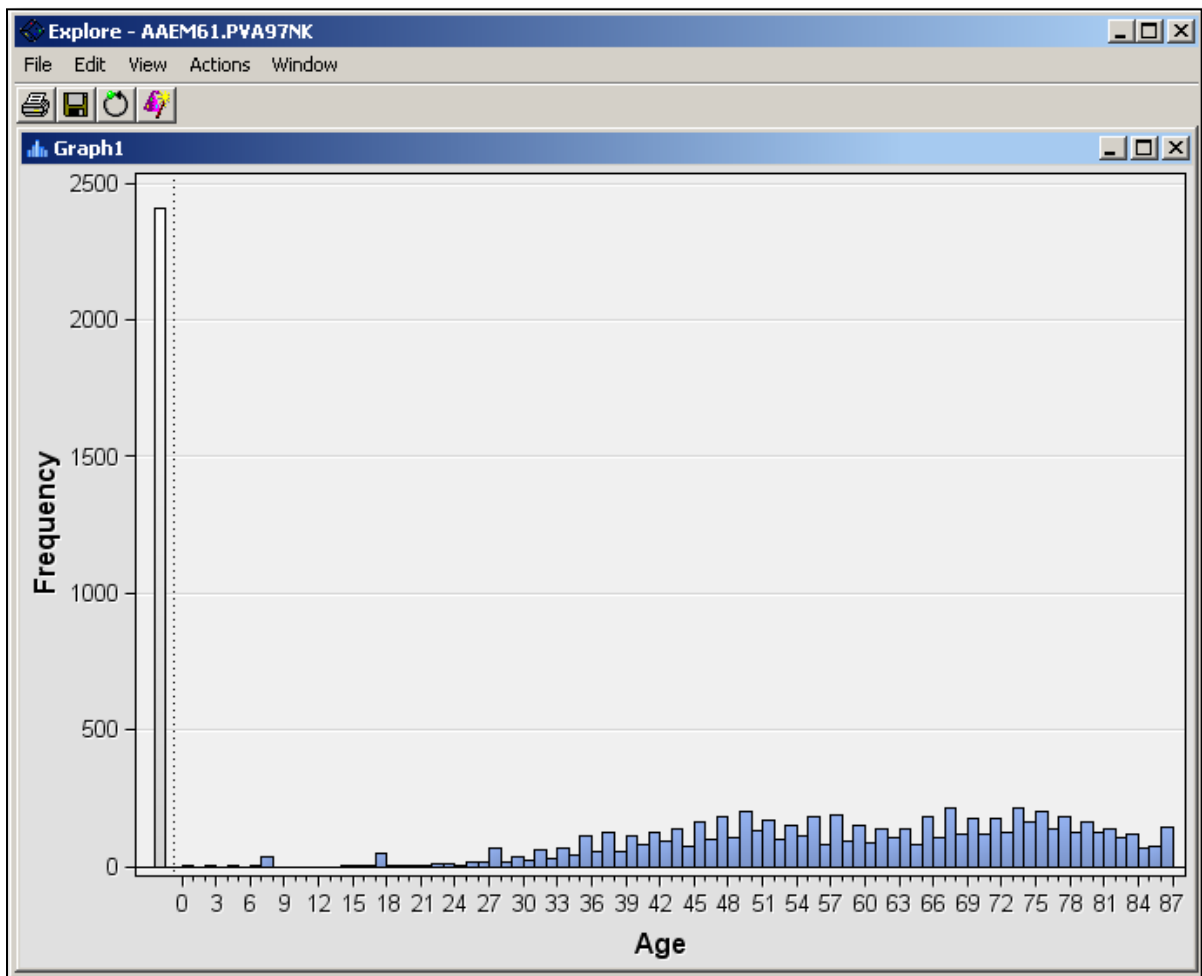 Explore - AAEM61.PVA97NK
File Edit View Actions Window
Graph1
2500
2000
1500
1000
500
0
Frequency
0 3 6 9 12 15 18 21 24 27 30 33 36 39 42 45 48 51 54 57 60 63 66 69 72 75 78 81 84 87
Age